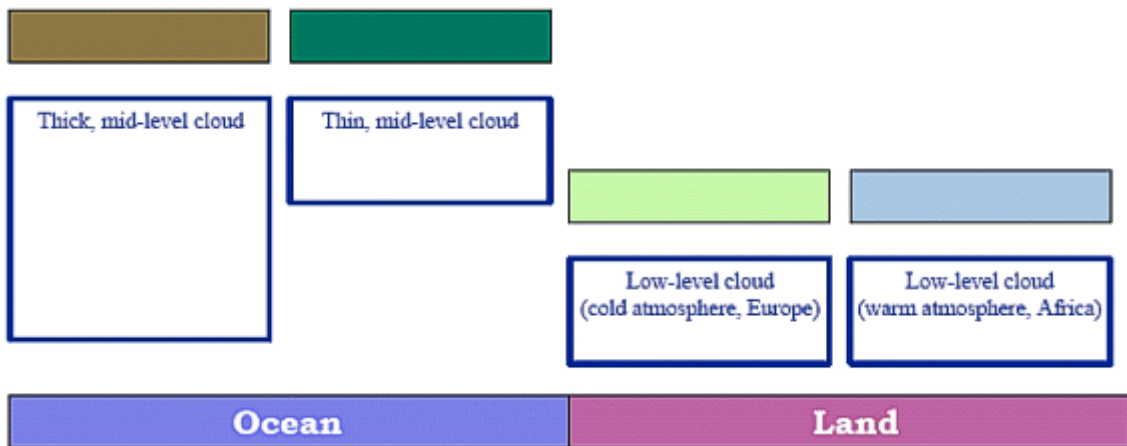 Thick, mid-level cloud
Thin, mid-level cloud
Low-level cloud
(cold atmosphere, Europe)
Low-level cloud
(warm atmosphere, Africa)
Ocean
Land